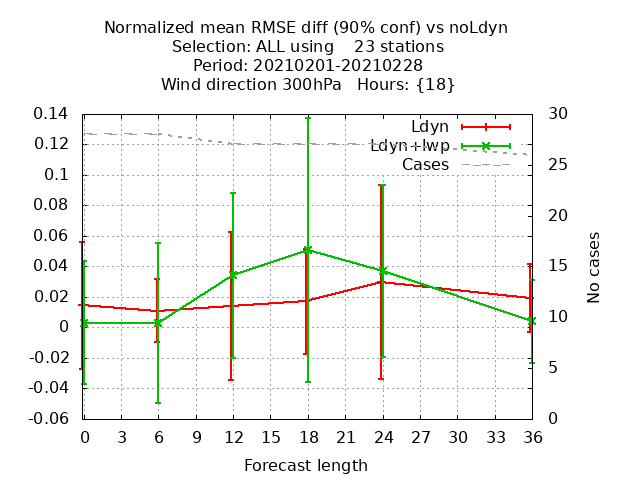 Normalized mean RMSE diff (90% conf) vs noLdyn
Selection: ALL using    23 stations
Period: 20210201-20210228
Wind direction 300hPa   Hours: {18}
0.14
0.12
0.1
0.08
0.06
0.04
0.02
0
-0.02
-0.04
-0.06
Ldyn
Ldyn+lwp
Cases
30
25
20
15
10
5
0
No cases
0 3 6 9 12 15 18 21 24 27 30 33 36
Forecast length